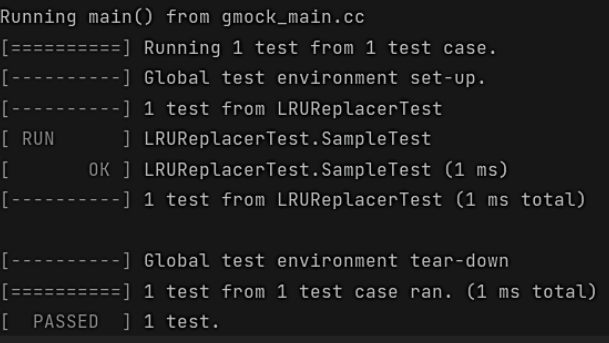 Running main() from gmock_main.cc
[==========] Running 1 test from 1 test case.
[----------] Global test environment set-up.
[----------] 1 test from LRUReplacerTest
[ RUN      ] LRUReplacerTest.SampleTest
[       OK ] LRUReplacerTest.SampleTest (1 ms)
[----------] 1 test from LRUReplacerTest (1 ms total)

[----------] Global test environment tear-down
[==========] 1 test from 1 test case ran. (1 ms total)
[  PASSED  ] 1 test.